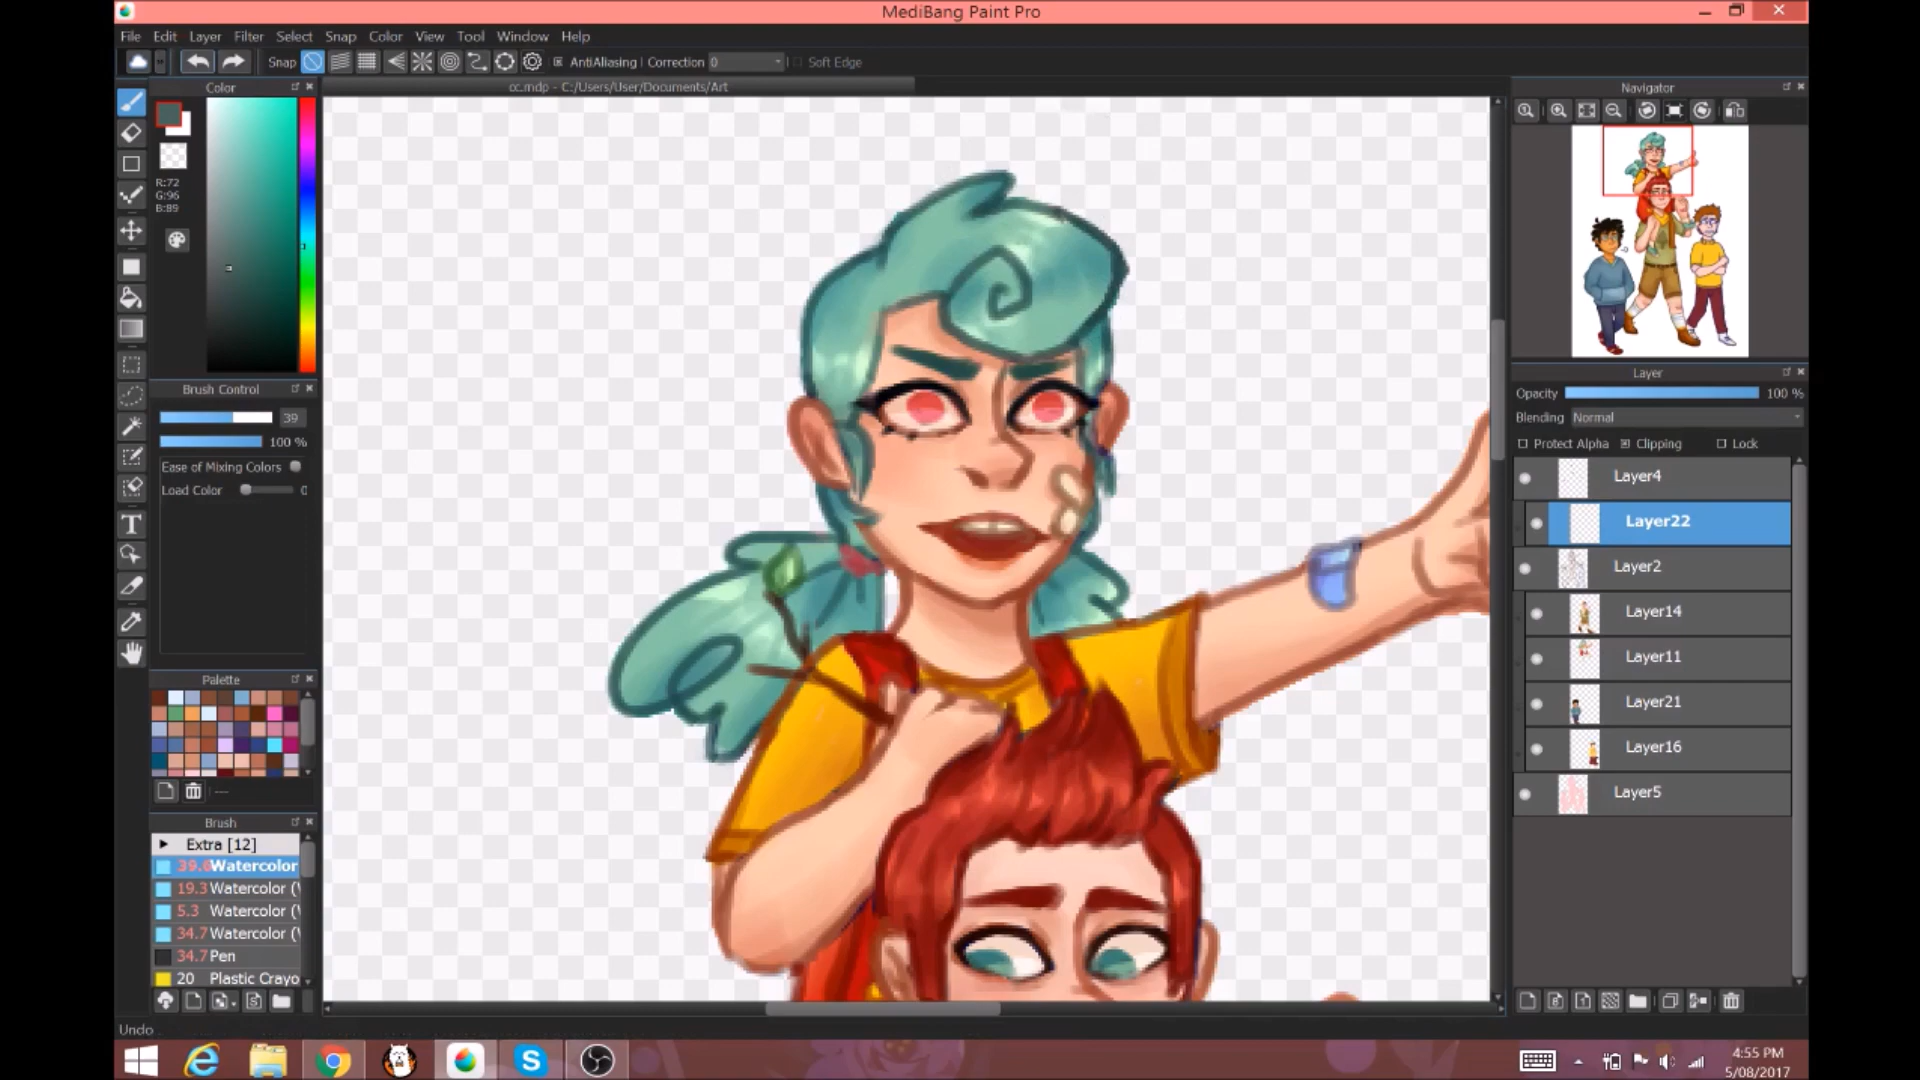 MediBang Paint Pro
File Edit Layer Filter Select Snap Color View Tool Window Help
Snap AntiAliasing Correction 0 Soft Edge
Color
oc.mdp - C:/Users/User/Documents/Art
Navigator
R:72
G:96
B:89
Brush Control
39
100 %
Ease of Mixing Colors
Load Color 0
Palette
---
Brush
Extra [12]
39.6 Watercolor
19.3 Watercolor (
5.3 Watercolor (
34.7 Watercolor (
34.7 Pen
20 Plastic Crayo
Layer
Opacity 100 %
Blending Normal
Protect Alpha Clipping Lock
Layer4
Layer22
Layer2
Layer14
Layer11
Layer21
Layer16
Layer5
Undo
4:55 PM
5/08/2017